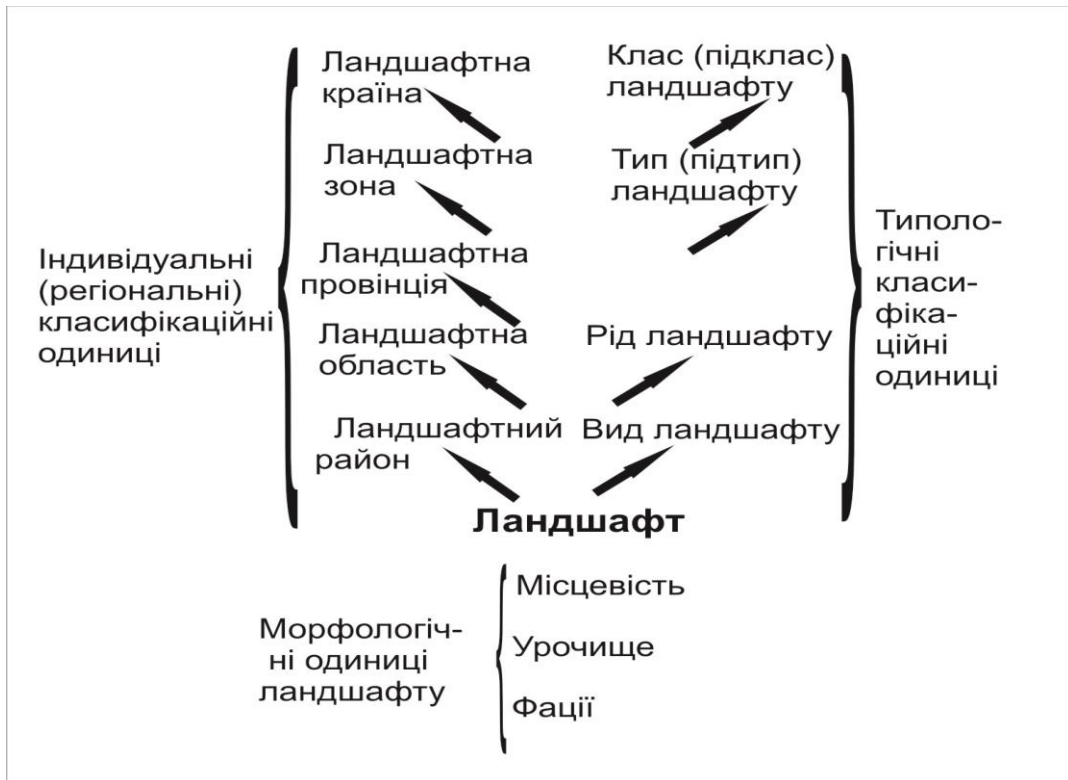 Індивідуальні
(регіональні)
класифікаційні
одиниці
Ландшафтна
країна
Ландшафтна
зона
Ландшафтна
провінція
Ландшафтна
область
Ландшафтний
район
Клас (підклас)
ландшафту
Тип (підтип)
ландшафту
Рід ландшафту
Вид ландшафту
Типоло-
гічні
класи-
фіка-
ційні
одиниці
Ландшафт
Морфологіч-
ні одиниці
ландшафту
Місцевість
Урочище
Фації